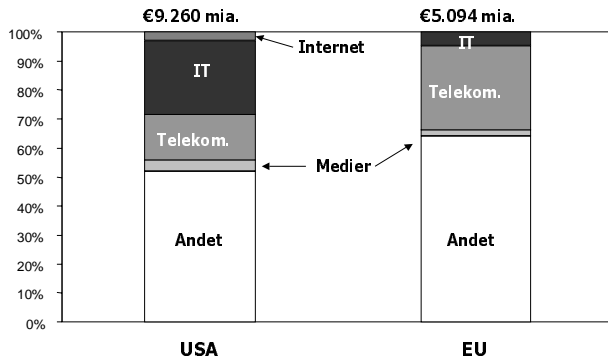 €9.260 mia.
€5.094 mia.
100%
90%
80%
70%
60%
50%
40%
30%
20%
10%
0%
Internet
IT
Telekom.
Medier
Andet
IT
Telekom.
Andet
USA
EU